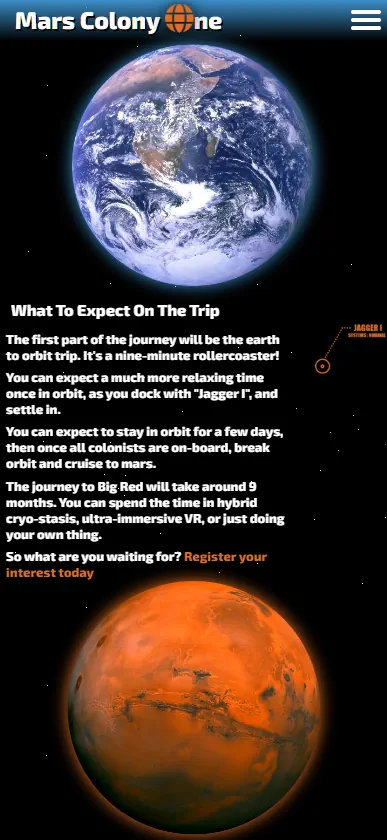 Mars Colony ne
What To Expect On The Trip
JAGGER I
SYSTEMS: NOMINAL
The first part of the journey will be the earth
to orbit trip. It's a nine-minute rollercoaster!
You can expect a much more relaxing time
once in orbit, as you dock with "Jagger I", and
settle in.
You can expect to stay in orbit for a few days,
then once all colonists are on-board, break
orbit and cruise to mars.
The journey to Big Red will take around 9
months. You can spend the time in hybrid
cryo-stasis, ultra-immersive VR, or just doing
your own thing.
So what are you waiting for? Register your
interest today